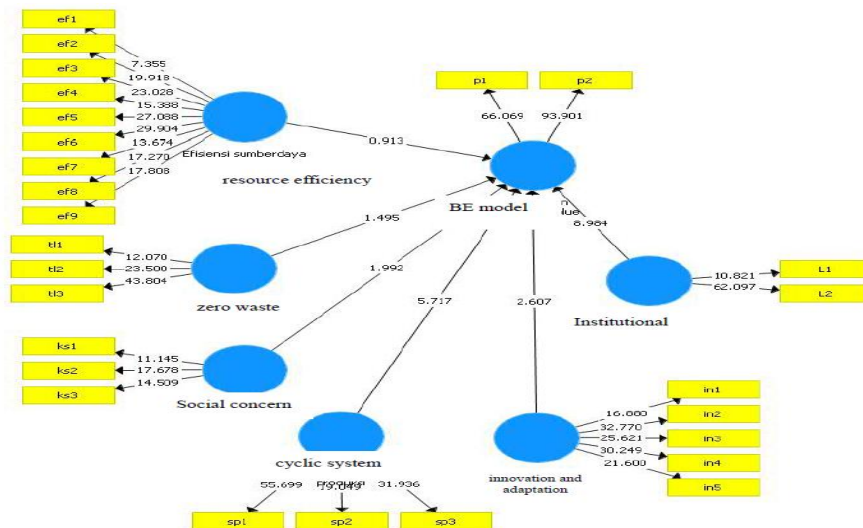 ef1
ef2
ef3
ef4
ef5
ef6
ef7
ef8
ef9
7.355
19.918
23.028
15.388
27.088
29.904
13.674
17.270
17.808
Efisiensi sumberdaya
resource efficiency
0.913
p1
p2
66.069
93.901
BE model
lue
8.984
tl1
tl2
tl3
12.070
23.500
43.804
zero waste
1.495
L1
L2
10.821
62.097
Institutional
ks1
ks2
ks3
11.145
17.678
14.509
Social concern
1.992
5.717
cyclic system
55.699
19.049
31.936
sp1
sp2
sp3
2.607
innovation and
adaptation
in1
in2
in3
in4
in5
32.770
25.621
30.249
21.600